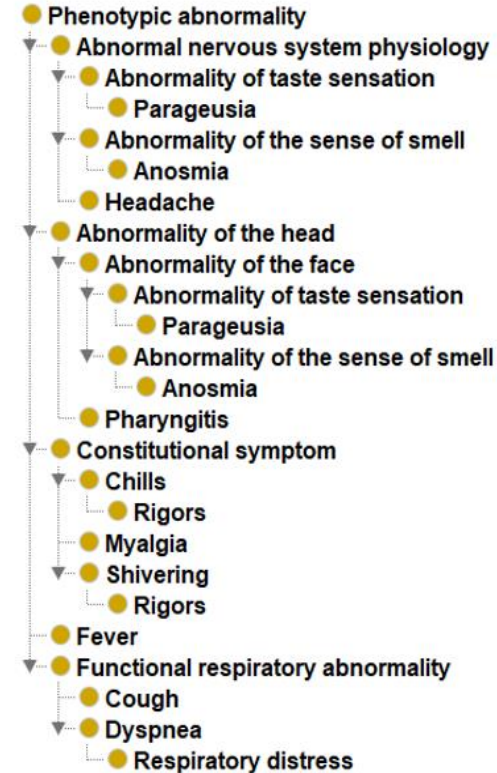 Phenotypic abnormality
Abnormal nervous system physiology
Abnormality of taste sensation
Parageusia
Abnormality of the sense of smell
Anosmia
Headache
Abnormality of the head
Abnormality of the face
Abnormality of taste sensation
Parageusia
Abnormality of the sense of smell
Anosmia
Pharyngitis
Constitutional symptom
Chills
Rigors
Myalgia
Shivering
Rigors
Fever
Functional respiratory abnormality
Cough
Dyspnea
Respiratory distress